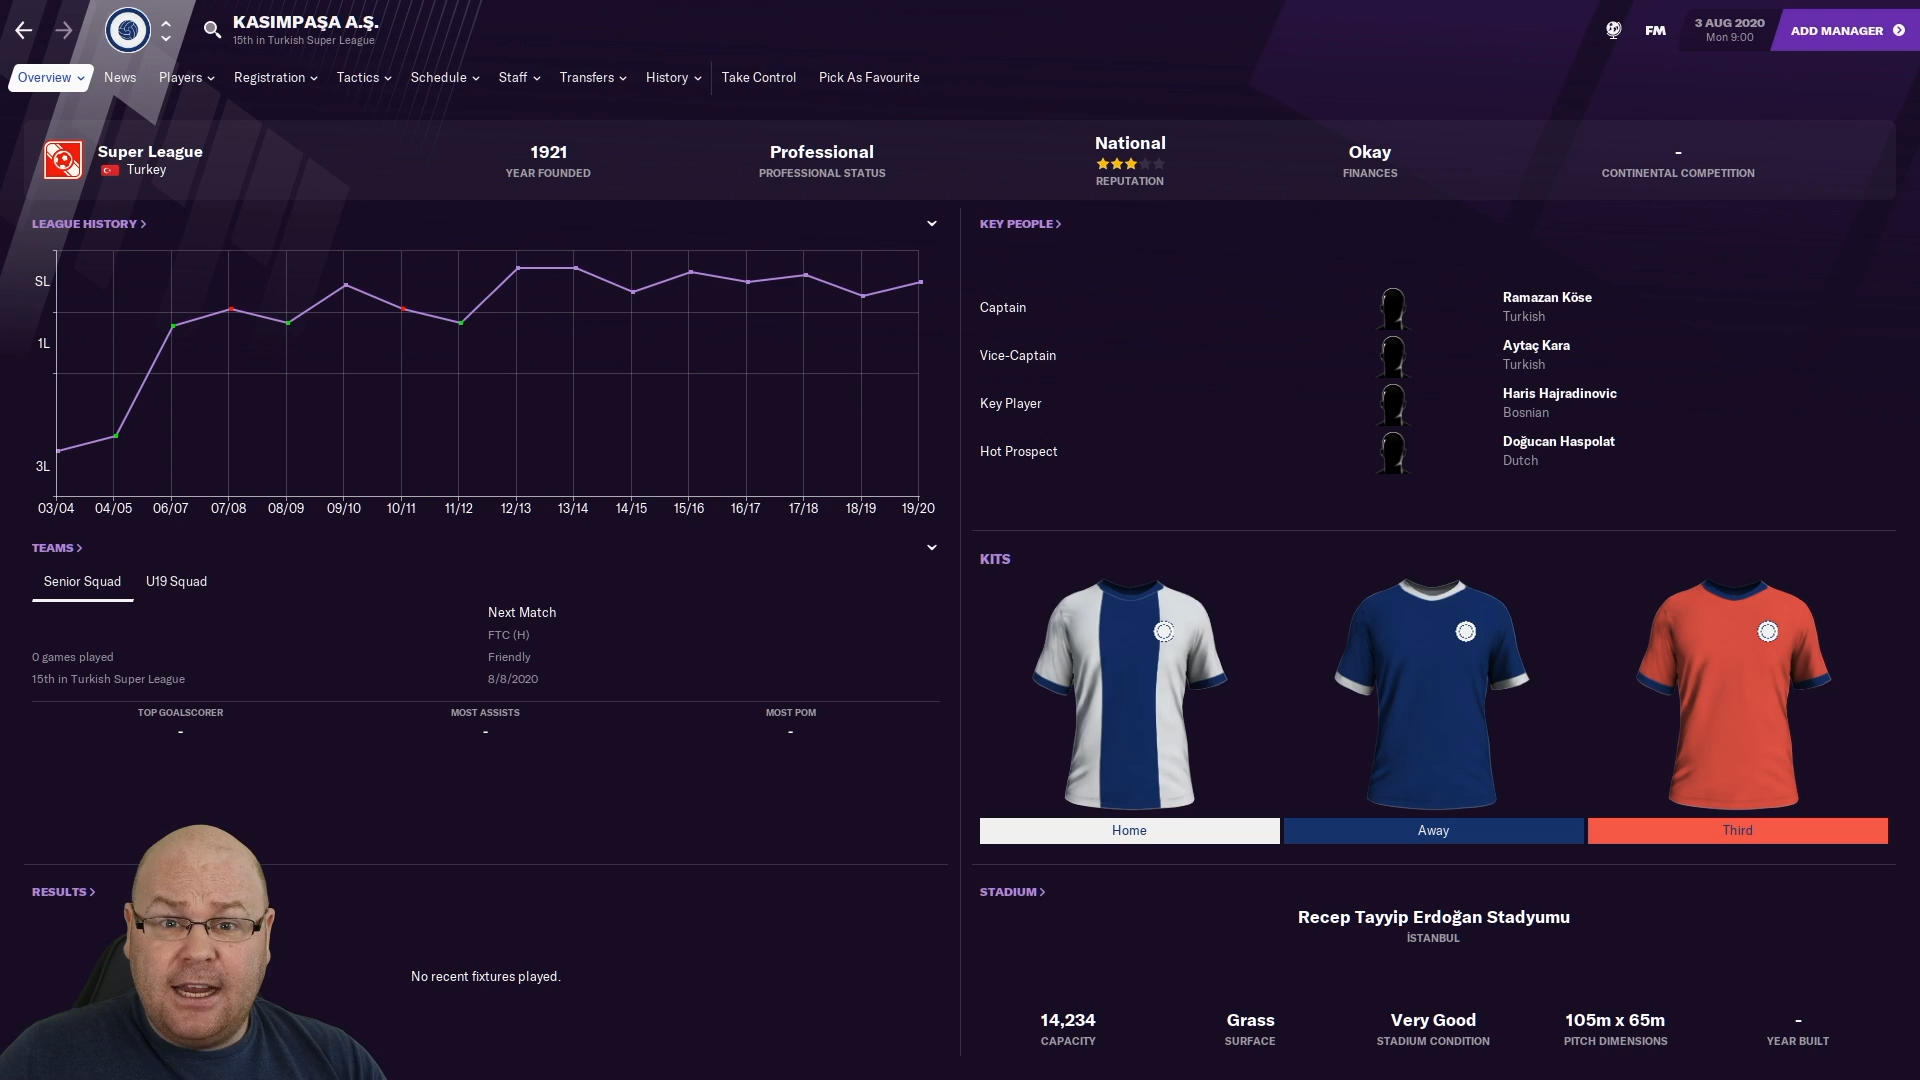 KASIMPAŞA A.Ş.
15th in Turkish Super League
FM
3 AUG 2020
Mon 9:00
ADD MANAGER
Overview
News
Players
Registration
Tactics
Schedule
Staff
Transfers
History
Take Control
Pick As Favourite
Super League
Turkey
1921
YEAR FOUNDED
Professional
PROFESSIONAL STATUS
National
REPUTATION
Okay
FINANCES
-
CONTINENTAL COMPETITION
LEAGUE HISTORY
SL
1L
3L
03/04 04/05 06/07 07/08 08/09 09/10 10/11 11/12 12/13 13/14 14/15 15/16 16/17 17/18 18/19 19/20
KEY PEOPLE
Captain
Ramazan Köse
Turkish
Vice-Captain
Aytaç Kara
Turkish
Key Player
Haris Hajradinovic
Bosnian
Hot Prospect
Doğucan Haspolat
Dutch
TEAMS
Senior Squad
U19 Squad
Next Match
FTC (H)
0 games played
Friendly
15th in Turkish Super League
8/8/2020
TOP GOALSCORER
-
MOST ASSISTS
-
MOST POM
-
KITS
Home
Away
Third
RESULTS
No recent fixtures played.
STADIUM
Recep Tayyip Erdoğan Stadyumu
İSTANBUL
14,234
CAPACITY
Grass
SURFACE
Very Good
STADIUM CONDITION
105m x 65m
PITCH DIMENSIONS
-
YEAR BUILT